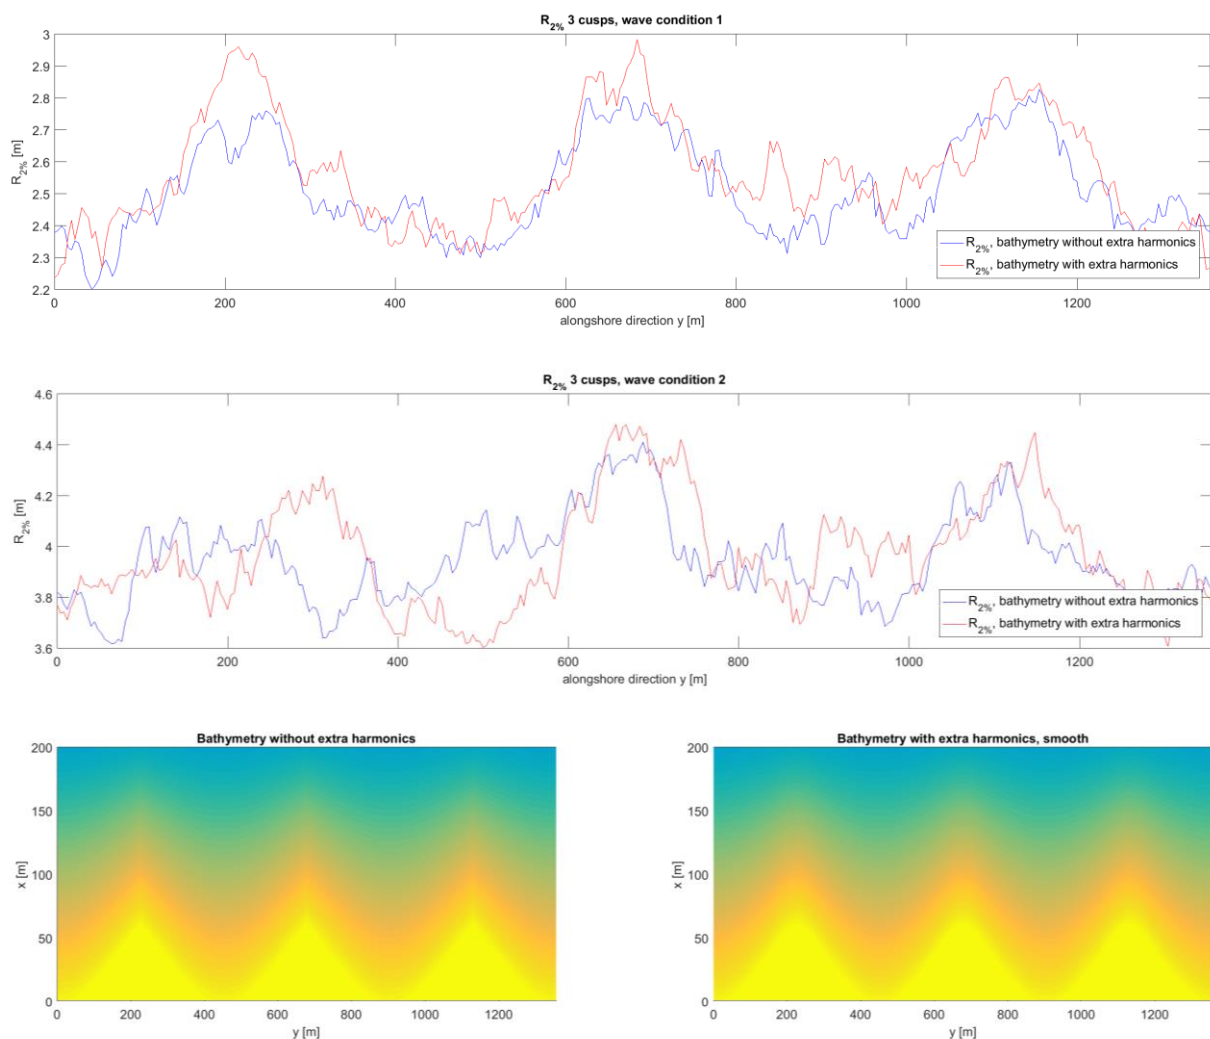 R2% 3 cusps, wave condition 1
3
2.9
2.8
2.7
2.6
2.5
2.4
2.3
2.2
R2% [m]
R2%, bathymetry without extra harmonics
R2%, bathymetry with extra harmonics
0 200 400 600 800 1000 1200
alongshore direction y [m]
R2% 3 cusps, wave condition 2
4.6
4.4
4.2
4
3.8
3.6
R2% [m]
R2%, bathymetry without extra harmonics
R2%, bathymetry with extra harmonics
0 200 400 600 800 1000 1200
alongshore direction y [m]
Bathymetry without extra harmonics
200
150
100
50
0
x [m]
0 200 400 600 800 1000 1200
y [m]
Bathymetry with extra harmonics, smooth
200
150
100
50
0
x [m]
0 200 400 600 800 1000 1200
y [m]